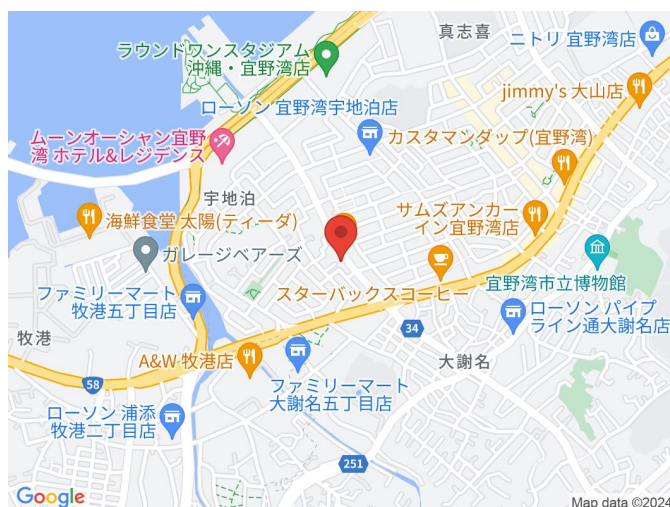 真志喜
ニトリ 宜野湾店
ラウンドワンスタジアム
沖縄・宜野湾店
jimmy's 大山店
ローソン 宜野湾宇地泊店
ムーンオーシャン宜野
湾 ホテル&レジデンス
カスタマンダップ(宜野湾)
宇地泊
海鮮食堂 太陽(ティーダ)
サムズアンカー
イン宜野湾店
ガレージベアーズ
宜野湾市立博物館
スターバックスコーヒー
ファミリーマート
牧港五丁目店
ローソン パイプ
ライン通大謝名店
34
牧港
A&W 牧港店
大謝名
58
ファミリーマート
大謝名五丁目店
ローソン 浦添
牧港二丁目店
251
Google
Map data ©2024